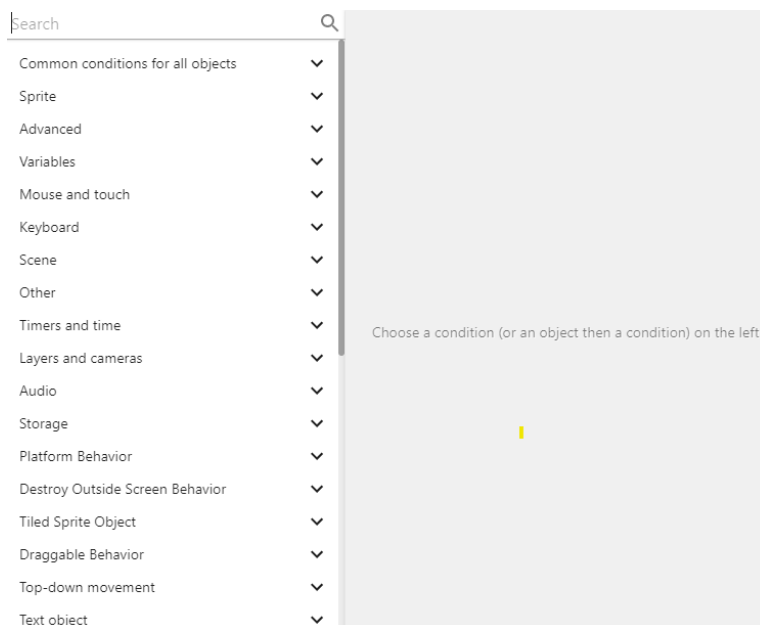 Search
Common conditions for all objects
Sprite
Advanced
Variables
Mouse and touch
Keyboard
Scene
Other
Timers and time
Layers and cameras
Audio
Storage
Platform Behavior
Destroy Outside Screen Behavior
Tiled Sprite Object
Draggable Behavior
Top-down movement
Text object
Choose a condition (or an object then a condition) on the left